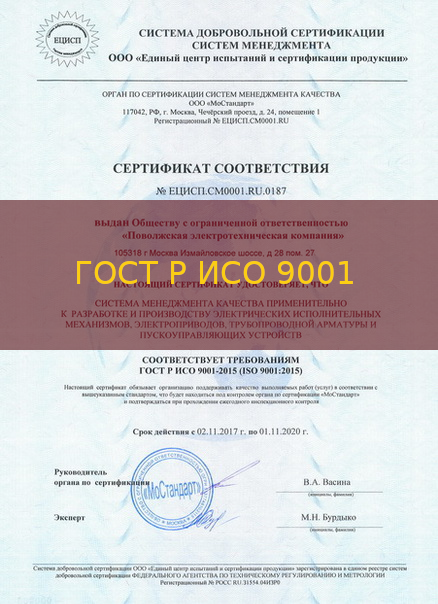 ЕЦИСП
СИСТЕМА ДОБРОВОЛЬНОЙ СЕРТИФИКАЦИИ
СИСТЕМ МЕНЕДЖМЕНТА
ООО «Единый центр испытаний и сертификации продукции»
ОРГАН ПО СЕРТИФИКАЦИИ СИСТЕМ МЕНЕДЖМЕНТА КАЧЕСТВА
ООО «МоСтандарт»
117042, РФ, г. Москва, Чечёрский проезд, д. 24, помещение 1
Регистрационный № ЕЦИСП.СМ0001.RU
СЕРТИФИКАТ СООТВЕТСТВИЯ
№ ЕЦИСП.СМ0001.RU.0187
выдан Обществу с ограниченной ответственностью
«Поволжская электротехническая компания»
105318 г Москва Измайловское шоссе, д 28 пом. 27
ГОСТ Р ИСО 9001
НАСТОЯЩИЙ СЕРТИФИКАТ УДОСТОВЕРЯЕТ, ЧТО
СИСТЕМА МЕНЕДЖМЕНТА КАЧЕСТВА ПРИМЕНИТЕЛЬНО
К РАЗРАБОТКЕ И ПРОИЗВОДСТВУ ЭЛЕКТРИЧЕСКИХ ИСПОЛНИТЕЛЬНЫХ
МЕХАНИЗМОВ, ЭЛЕКТРОПРИВОДОВ, ТРУБОПРОВОДНОЙ АРМАТУРЫ И
ПУСКОУПРАВЛЯЮЩИХ УСТРОЙСТВ
СООТВЕТСТВУЕТ ТРЕБОВАНИЯМ
ГОСТ Р ИСО 9001-2015 (ISO 9001:2015)
Настоящий сертификат обязывает организацию поддерживать качество выполняемых работ (услуг) в соответствии с
вышеуказанным стандартом, что будет находиться под контролем органа по сертификации «МоСтандарт»
и подтверждаться при прохождении ежегодного инспекционного контроля
Срок действия с 02.11.2017 г. по 01.11.2020 г.
Руководитель
органа по сертификации
В.А. Васина
(подпись, фамилия)
«МоСтандарт»
МОСКВА
Эксперт
М.Н. Бурдыко
(подпись, фамилия)
Система добровольной сертификации ООО «Единый центр испытаний и сертификации продукции» зарегистрирована в едином реестре систем
добровольной сертификации ФЕДЕРАЛЬНОГО АГЕНТСТВА ПО ТЕХНИЧЕСКОМУ РЕГУЛИРОВАНИЮ И МЕТРОЛОГИИ
Регистрационный № РОСС RU.31554.04ИЗР0